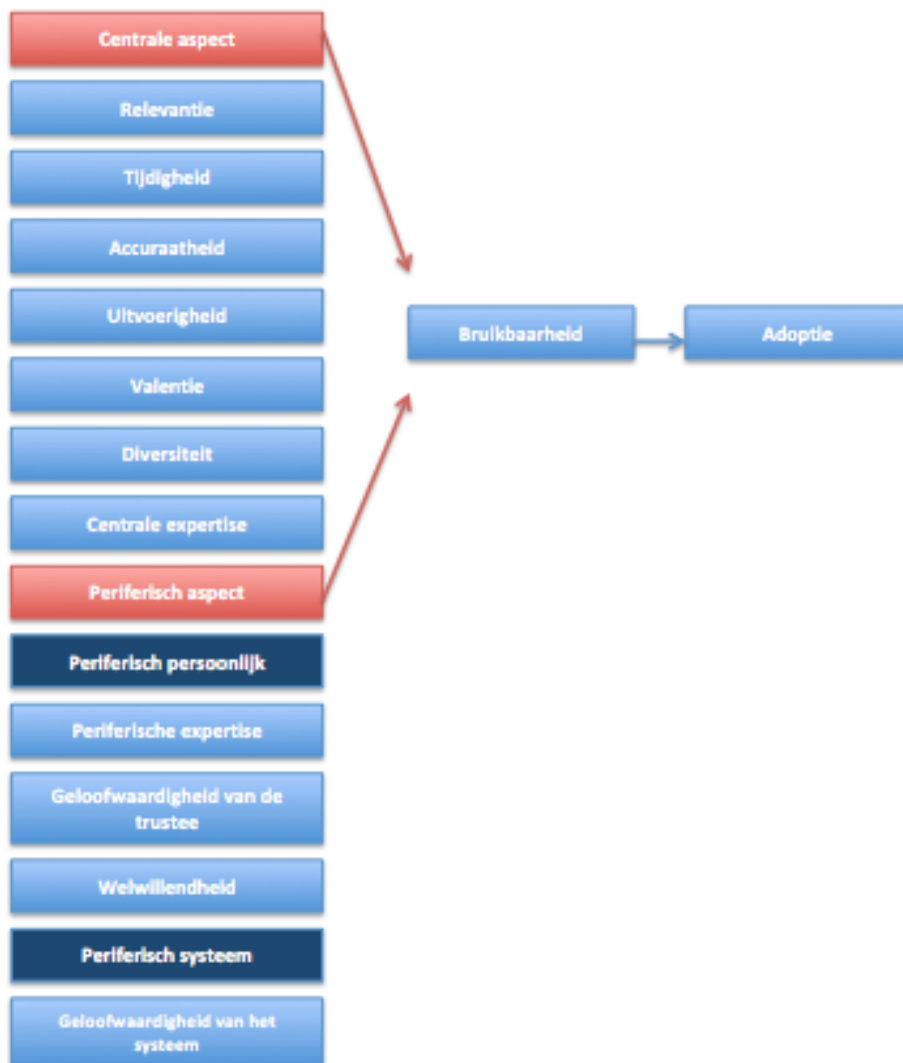 Centrale aspect
Relevantie
Tijdigheid
Accuraatheid
Uitvoerigheid
Valentie
Diversiteit
Centrale expertise
Periferisch aspect
Periferisch persoonlijk
Periferische expertise
Geloofwaardigheid van de
trustee
Welwillendheid
Periferisch systeem
Geloofwaardigheid van het
systeem
Bruikbaarheid
Adoptie